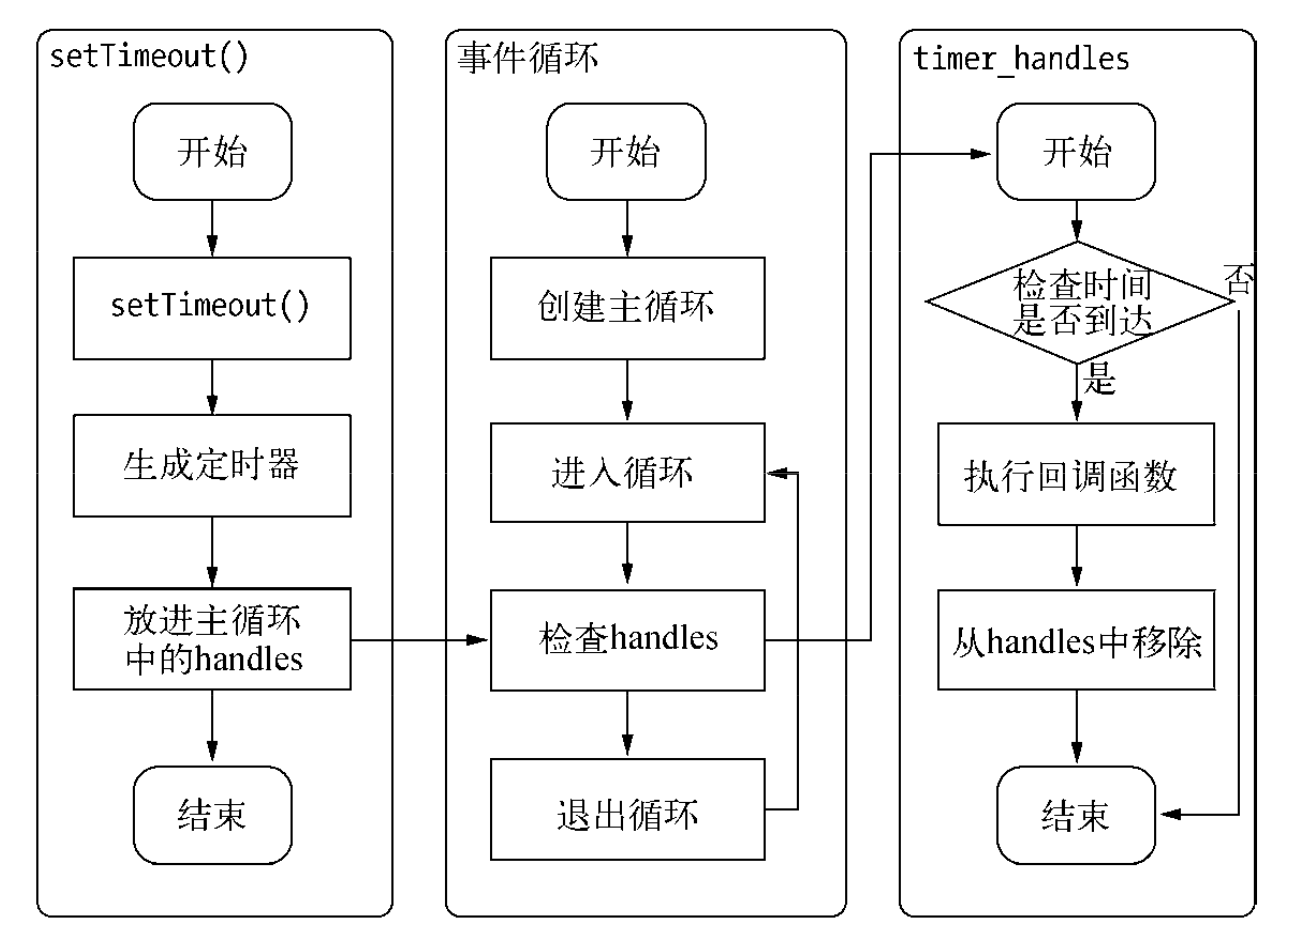 setTimeout()
开始
setTimeout()
生成定时器
放进主循环
中的handles
结束
事件循环
开始
创建主循环
进入循环
检查handles
退出循环
timer_handles
开始
检查时间
是否到达
否
是
执行回调函数
从handles中移除
结束